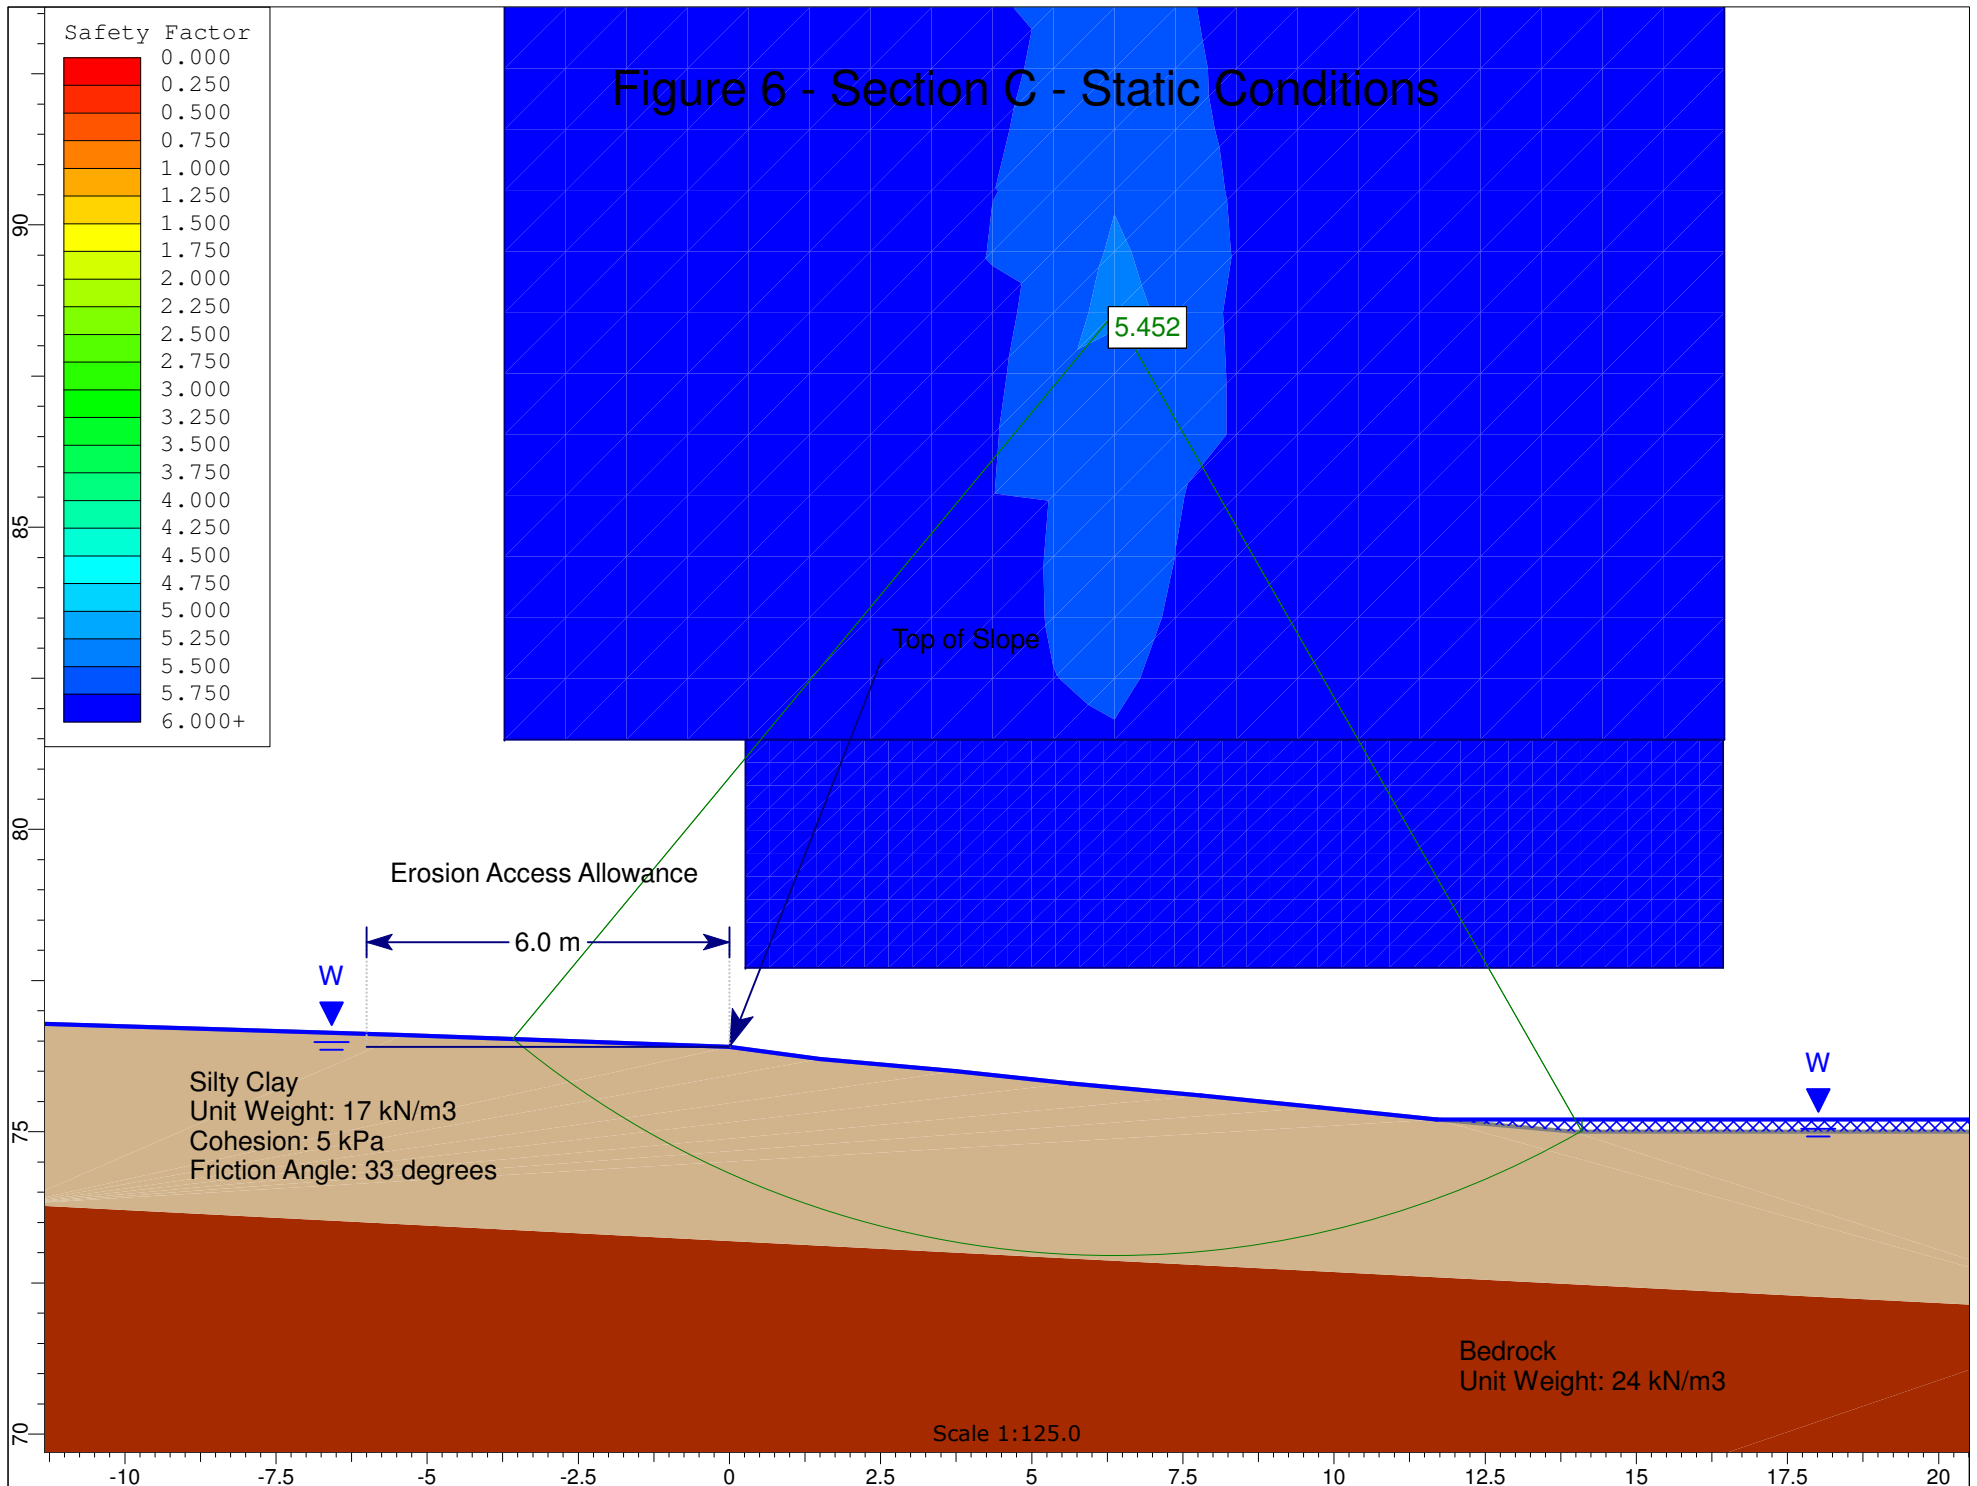 Safety Factor
0.000
0.250
0.500
0.750
1.000
1.250
1.500
1.750
2.000
2.250
2.500
2.750
3.000
3.250
3.500
3.750
4.000
4.250
4.500
4.750
5.000
5.250
5.500
5.750
6.000+
Figure 6 - Section C - Static Conditions
5.452
Top of Slope
Erosion Access Allowance
6.0 m
W
W
Silty Clay
Unit Weight: 17 kN/m3
Cohesion: 5 kPa
Friction Angle: 33 degrees
Bedrock
Unit Weight: 24 kN/m3
Scale 1:125.0
90
85
80
75
70
-10 -7.5 -5 -2.5 0 2.5 5 7.5 10 12.5 15 17.5 20